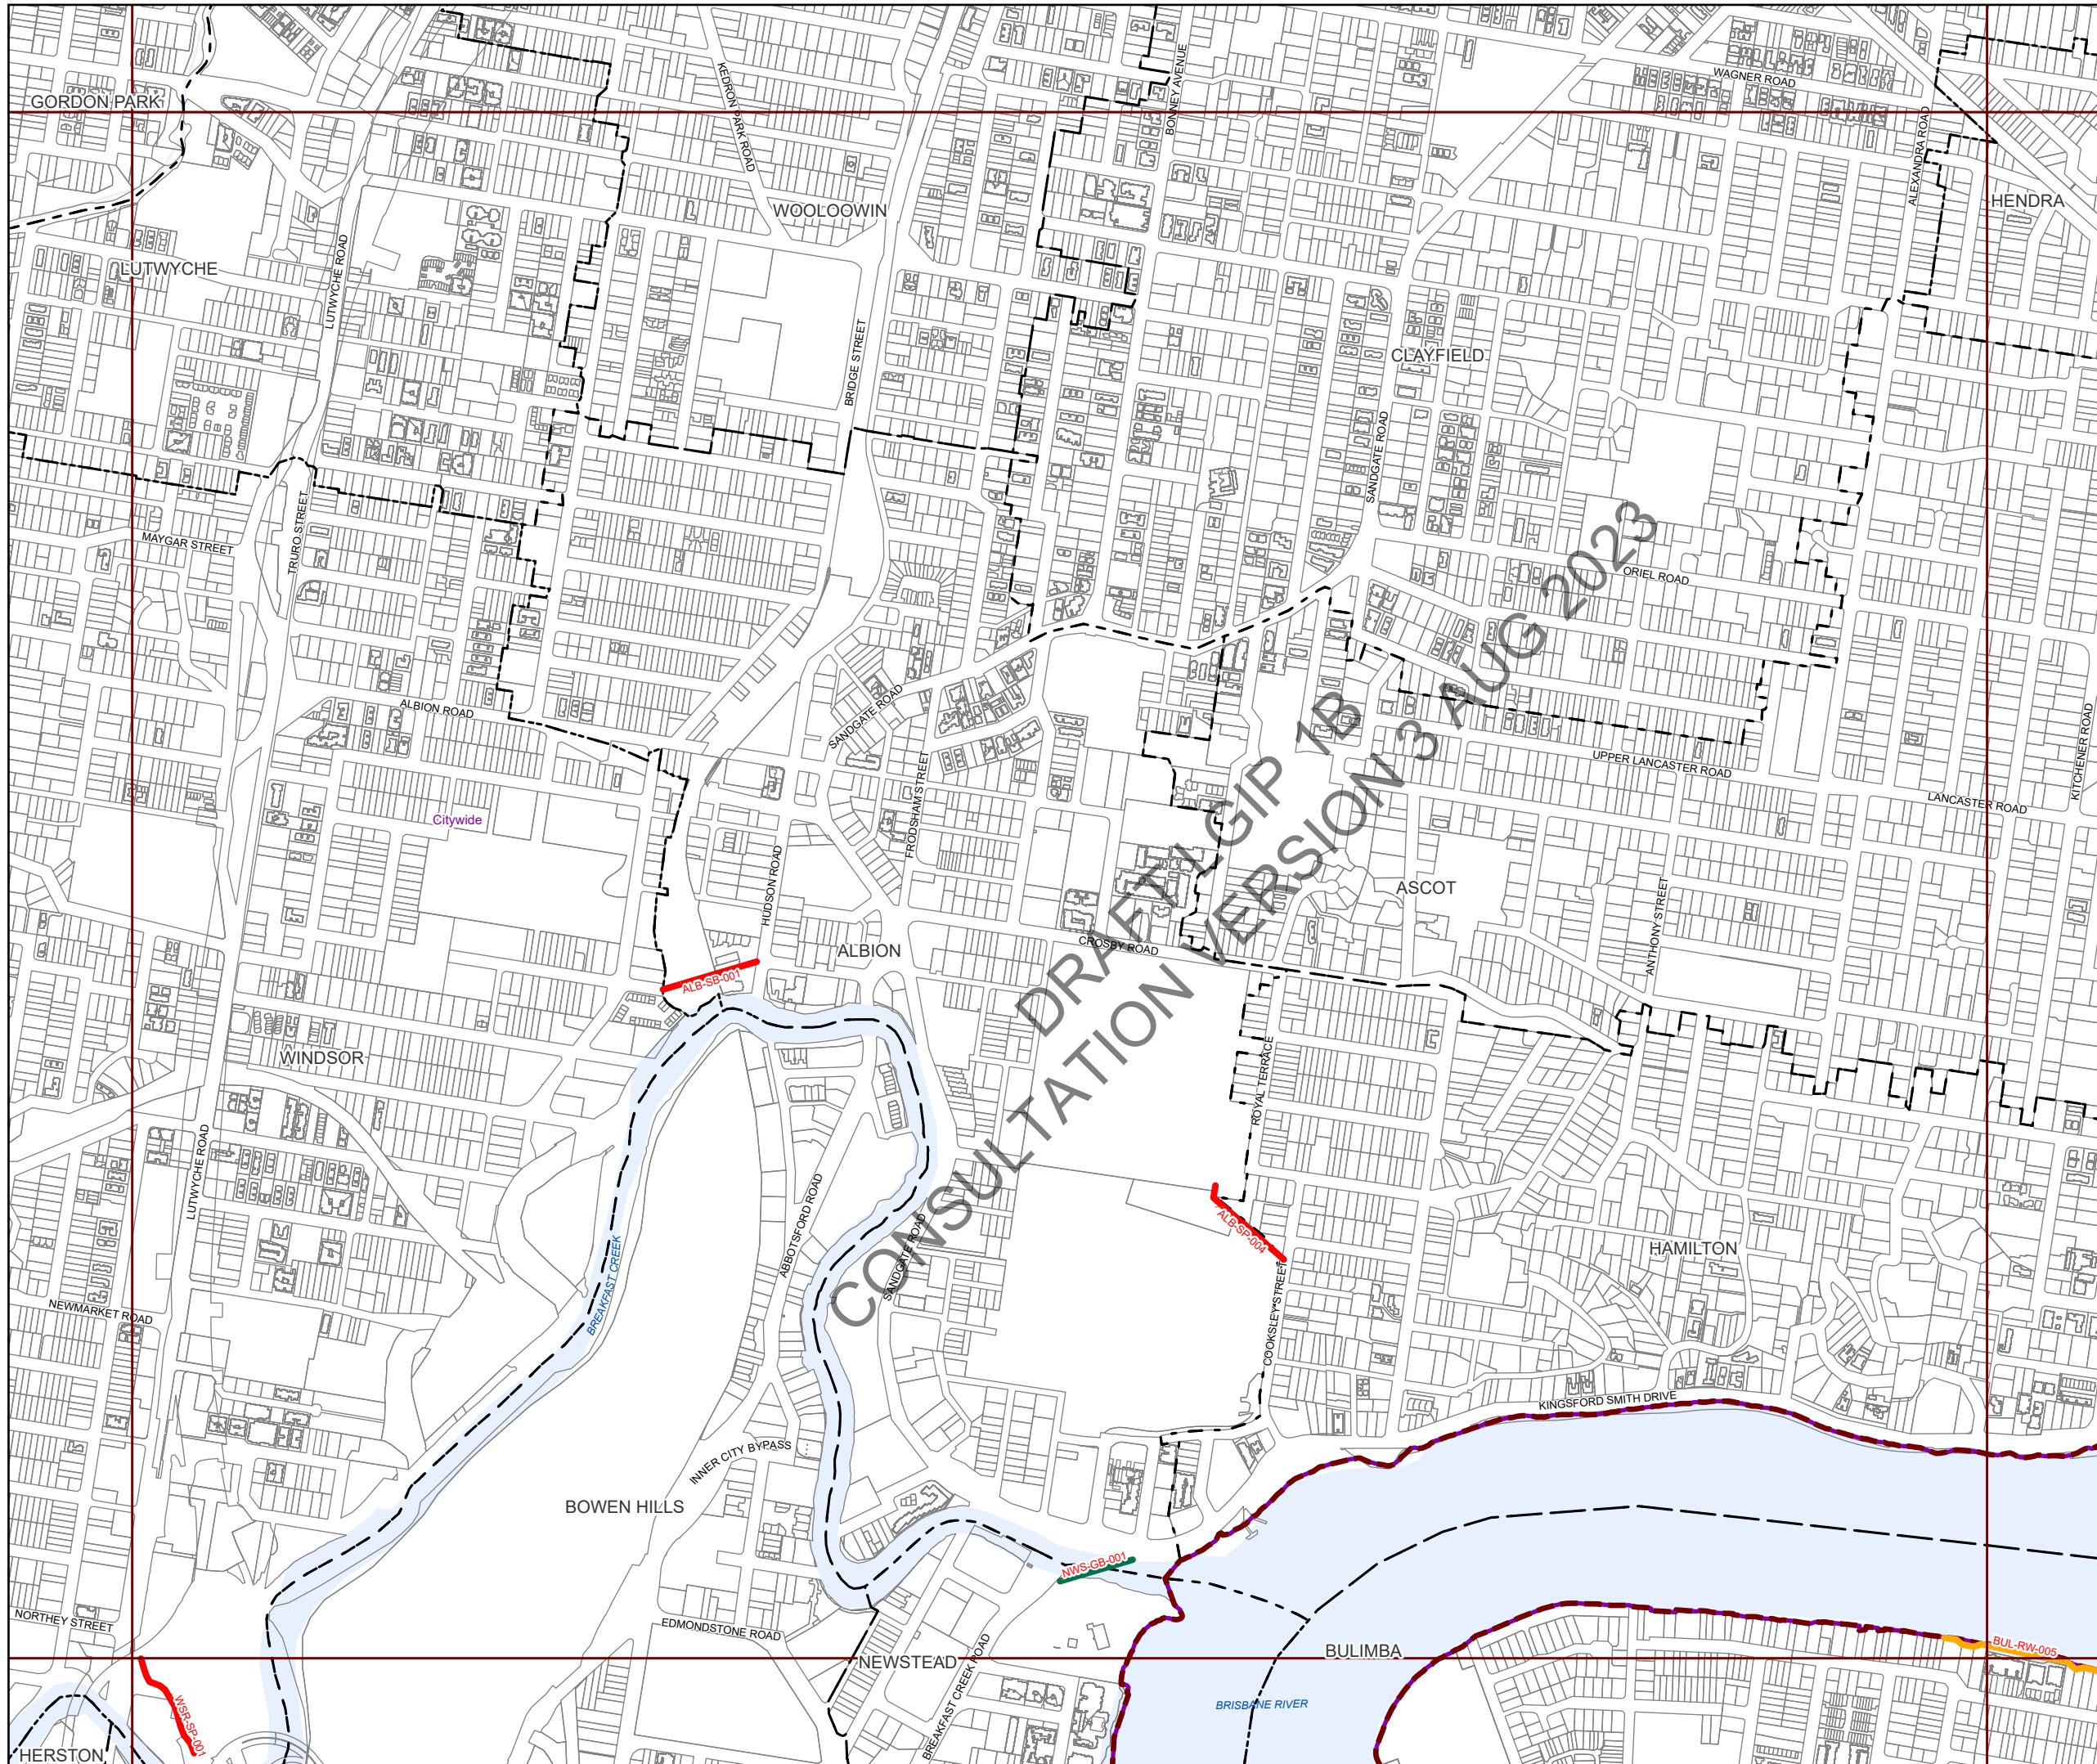 KEDRON PARK ROAD
BONNEY AVENUE
WAGNER ROAD
GORDON PARK
ALEXANDRA ROAD
WOOLOOWIN
HENDRA
LUTWYCHE
LUTWYCHE ROAD
BRIDGE STREET
CLAYFIELD
SANDGATE ROAD
MAYGAR STREET
TRURO STREET
ORIEL ROAD
ALBION ROAD
SANDGATE ROAD
UPPER LANCASTER ROAD
KITCHENER ROAD
LANCASTER ROAD
Citywide
FRODSHAM STREET
HUDSON ROAD
ASCOT
ANTHONY STREET
ALBION
CROSBY ROAD
ALB-SB-001
DRAFT LGIP 1B
CONSULTATION VERSION 3 AUG 2023
WINDSOR
ROYAL TERRACE
LUTWYCHE ROAD
ABBOTSFORD ROAD
SANDGATE ROAD
ALB-SP-004
HAMILTON
BREAKFAST CREEK
COOKSLEY STREET
NEWMARKET ROAD
KINGSFORD SMITH DRIVE
INNER CITY BYPASS
BOWEN HILLS
NWS-GB-001
NORTHEY STREET
EDMONDSTONE ROAD
NEWSTEAD
BREAKFAST CREEK ROAD
BULIMBA
BUL-RW-005
BRISBANE RIVER
WSR-SP-001
HERSTON